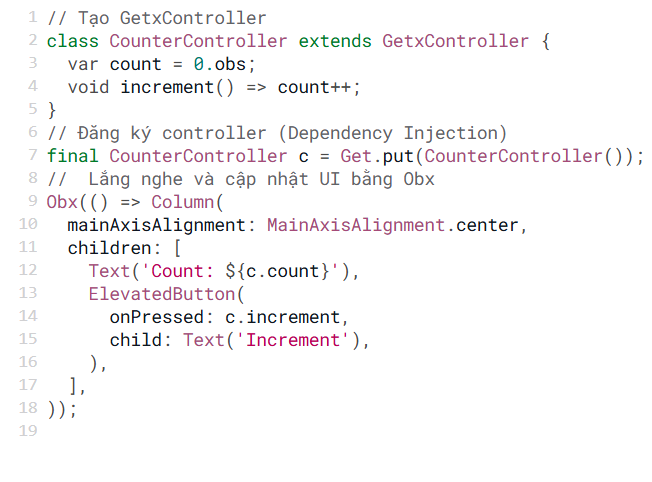 1 // Tạo GetxController
2 class CounterController extends GetxController {
3   var count = 0.obs;
4   void increment() => count++;
5 }
6 // Đăng ký controller (Dependency Injection)
7 final CounterController c = Get.put(CounterController());
8 //  Lắng nghe và cập nhật UI bằng Obx
9 Obx(() => Column(
10   mainAxisAlignment: MainAxisAlignment.center,
11   children: [
12     Text('Count: ${c.count}'),
13     ElevatedButton(
14       onPressed: c.increment,
15       child: Text('Increment'),
16     ),
17   ],
18 ));
19